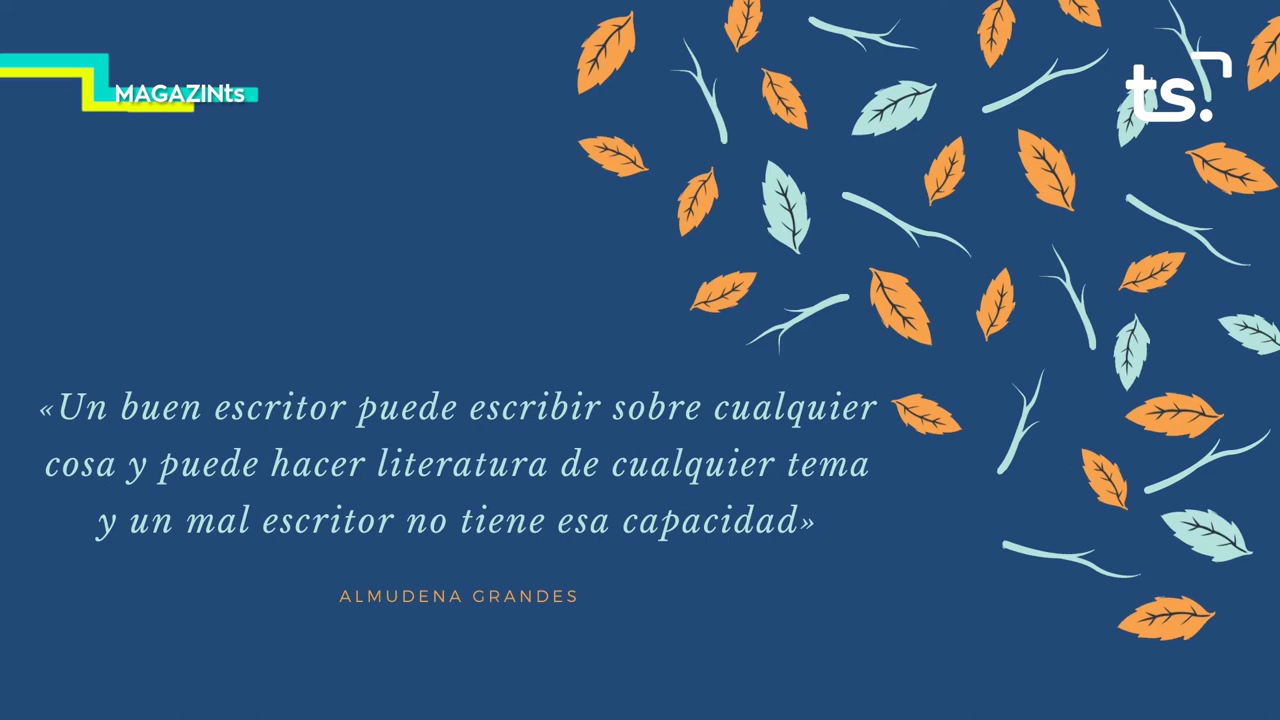 MAGAZINts
ts.
«Un buen escritor puede escribir sobre cualquier
cosa y puede hacer literatura de cualquier tema
y un mal escritor no tiene esa capacidad»
ALMUDENA GRANDES